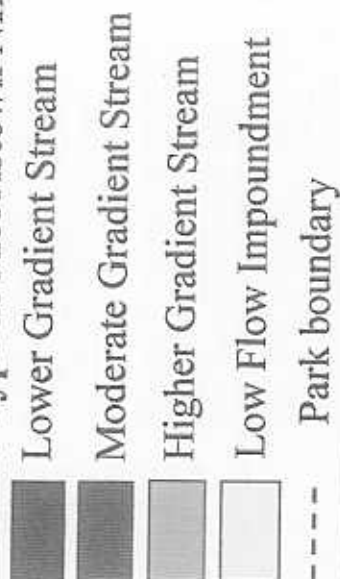 Lower Gradient Stream
Moderate Gradient Stream
Higher Gradient Stream
Low Flow Impoundment
Park boundary